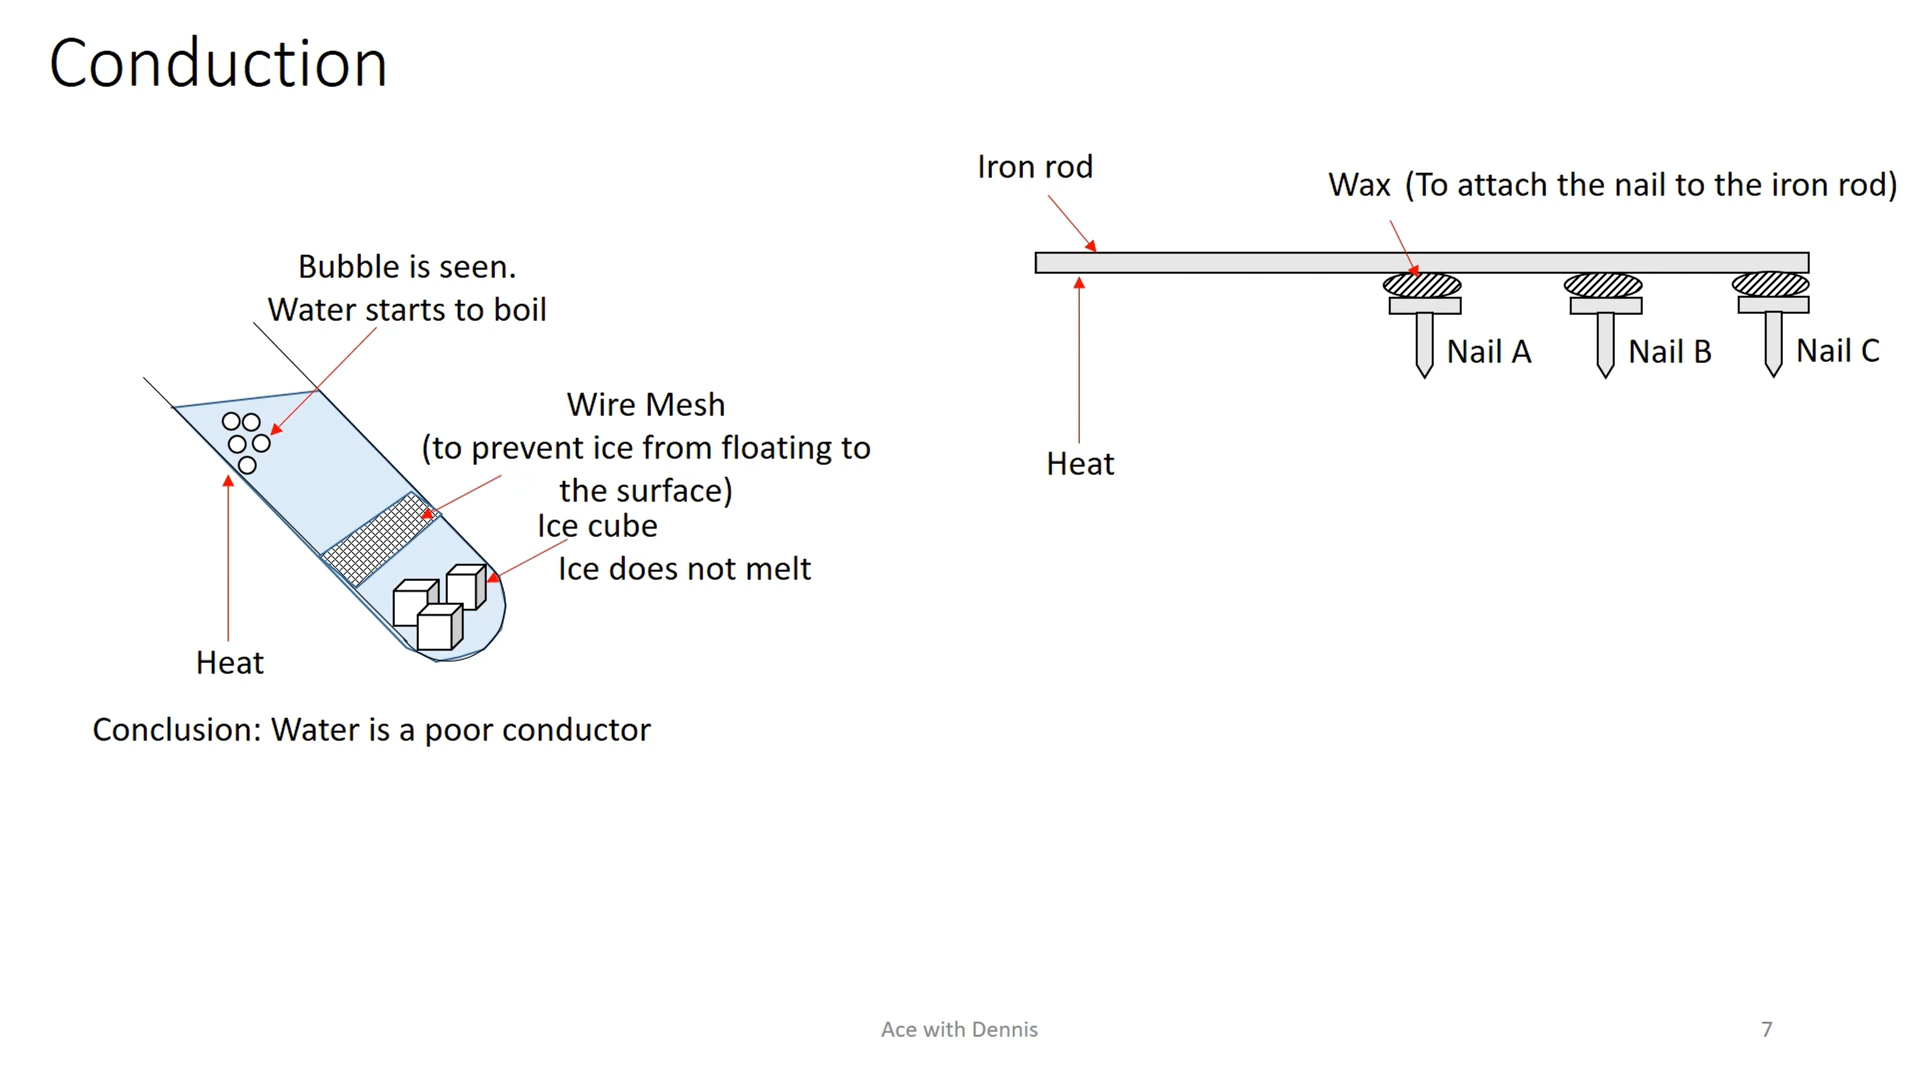 Conduction
Bubble is seen.
Water starts to boil
Wire Mesh
(to prevent ice from floating to
the surface)
Ice cube
Ice does not melt
Heat
Conclusion: Water is a poor conductor
Iron rod
Wax (To attach the nail to the iron rod)
Nail A
Nail B
Nail C
Heat
Ace with Dennis
7